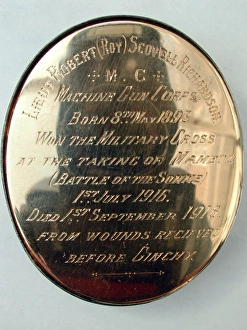 LIEUT ROBERT (ROY) SCOVELL RICHARDSON
M.C
MACHINE GUN CORPS
BORN 8TH MAY 1893
WON THE MILITARY CROSS
AT THE TAKING OF MAMETZ
(BATTLE OF THE SOMME)
1ST JULY 1916.
DIED 1ST SEPTEMBER 1916
FROM WOUNDS RECIEVED
BEFORE GINCHY.